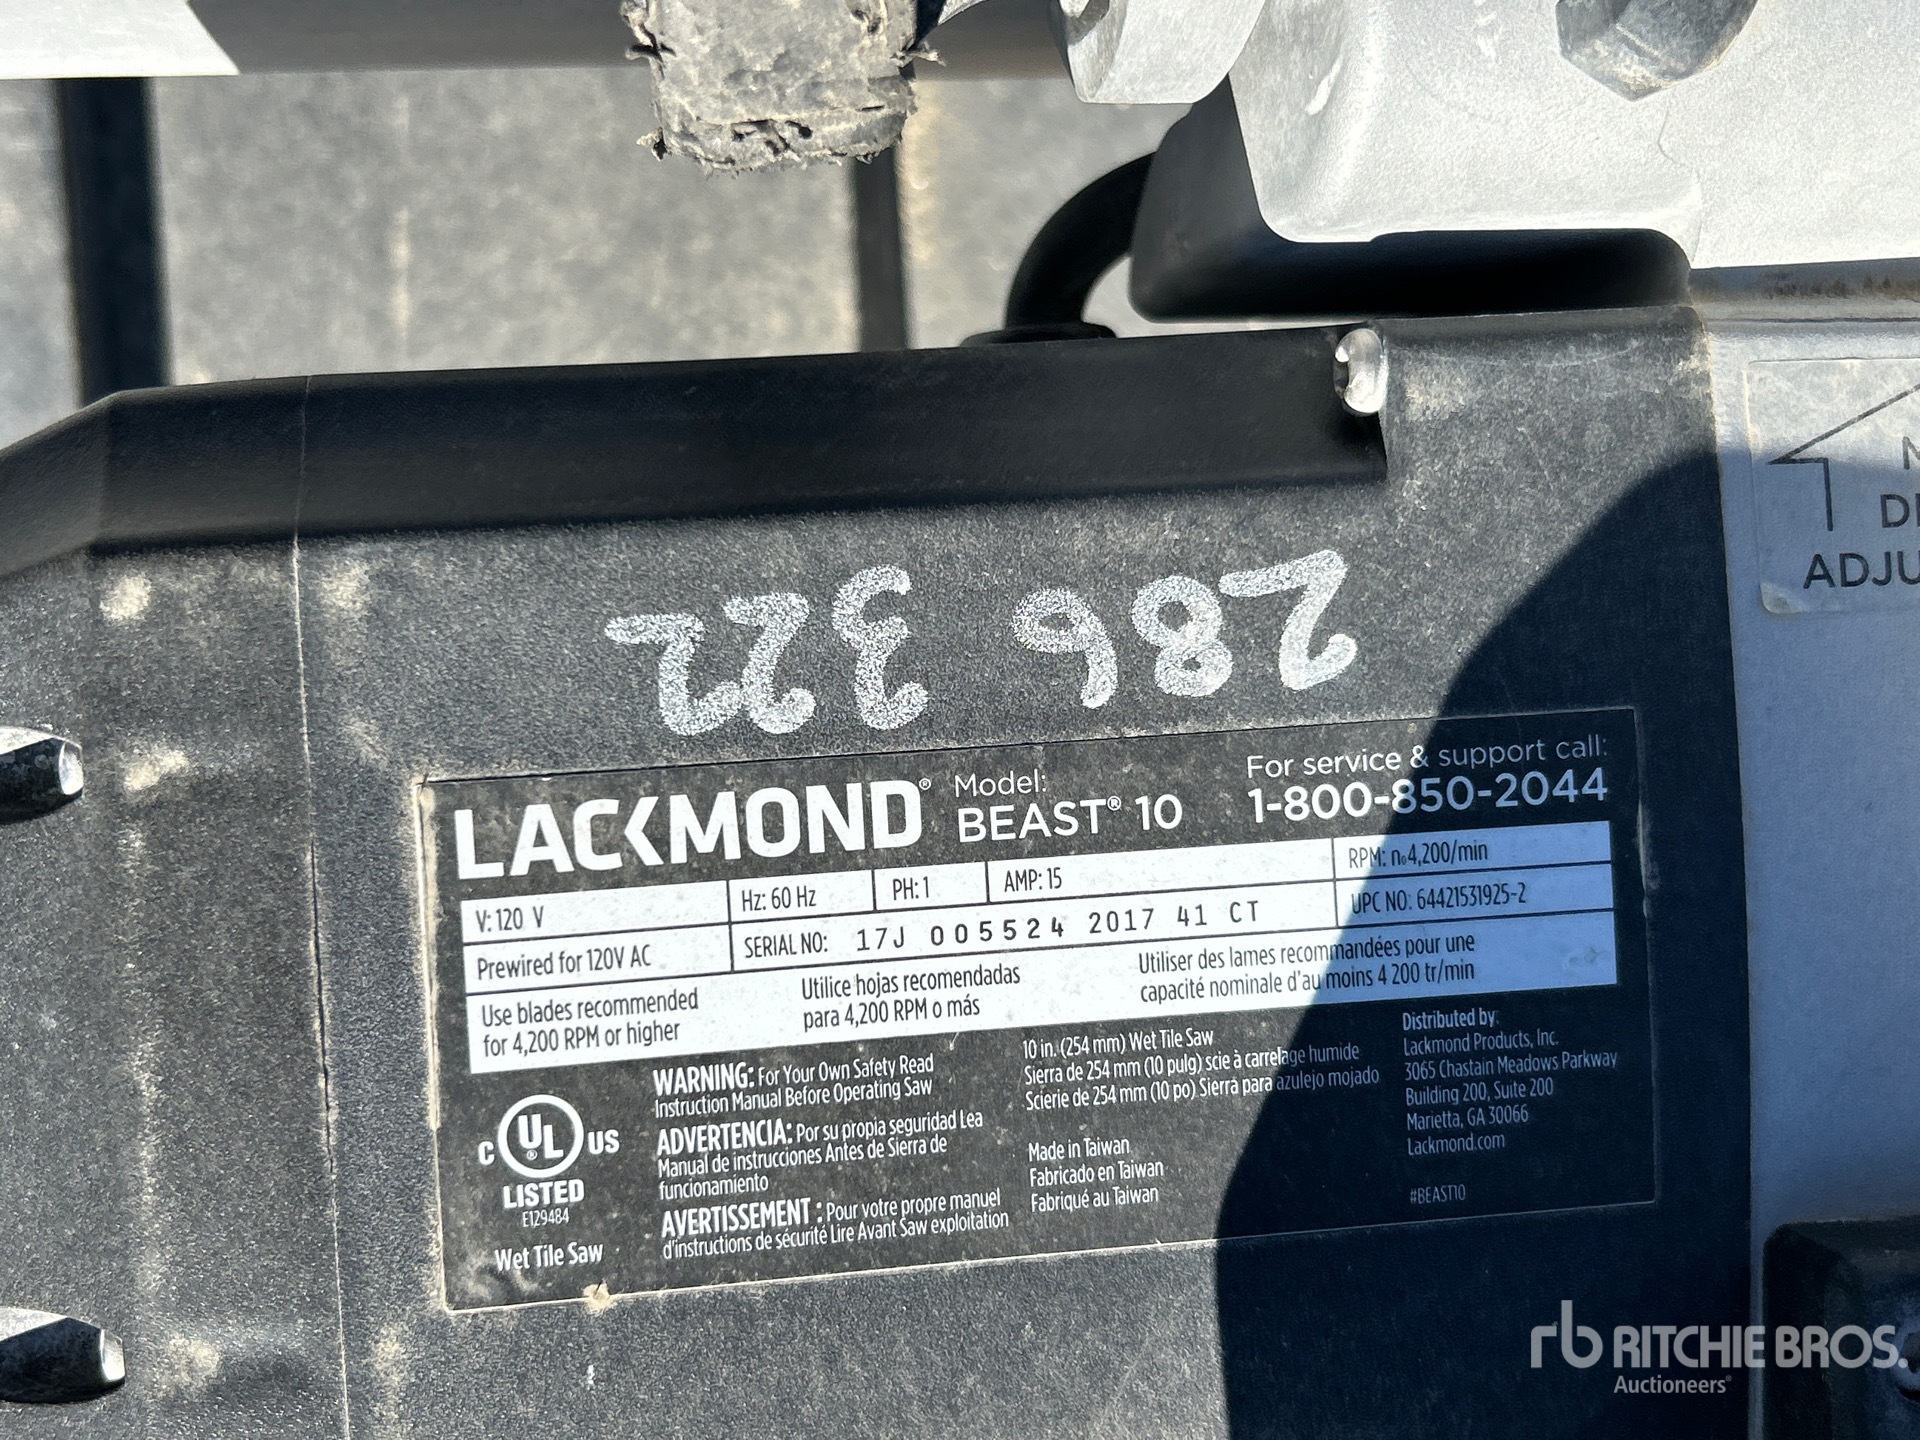 286 322
LACKMOND® Model: BEAST® 10
For service & support call: 1-800-850-2044
V: 120 V Hz: 60 Hz PH: 1 AMP: 15 RPM: n₀4,200/min
Prewired for 120V AC SERIAL NO: 17J 005524 2017 41 CT UPC NO: 64421531925-2
Use blades recommended
for 4,200 RPM or higher
Utilice hojas recomendadas
para 4,200 RPM o más
Utiliser des lames recommandées pour une
capacité nominale d'au moins 4 200 tr/min
C UL® US
LISTED
E129484
Wet Tile Saw
WARNING: For Your Own Safety Read
Instruction Manual Before Operating Saw
ADVERTENCIA: Por su propia seguridad Lea
Manual de instrucciones Antes de Sierra de
funcionamiento
AVERTISSEMENT : Pour votre propre manuel
d'instructions de sécurité Lire Avant Saw exploitation
10 in. (254 mm) Wet Tile Saw
Sierra de 254 mm (10 pulg) scie à carrelage humide
Scierie de 254 mm (10 po) Sierra para azulejo mojado
Made in Taiwan
Fabricado en Taiwan
Fabriqué au Taiwan
Distributed by:
Lackmond Products, Inc.
3065 Chastain Meadows Parkway
Building 200, Suite 200
Marietta, GA 30066
Lackmond.com
#BEAST10
rb RITCHIE BROS.
Auctioneers®